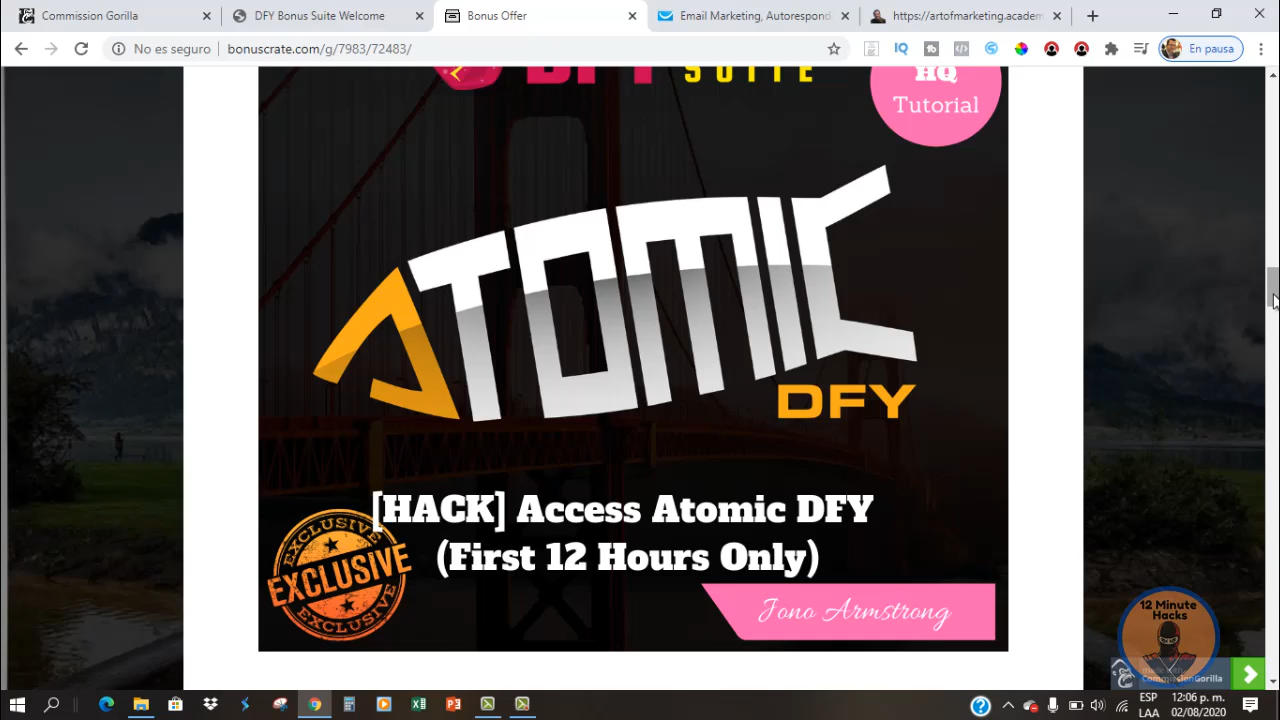 Commission Gorilla
DFY Bonus Suite Welcome
Bonus Offer
Email Marketing, Autorespond
https://artofmarketing.academ
No es seguro
bonuscrate.com/g/7983/72483/
IQ
En pausa
SUITE
HQ
Tutorial
ATOMIC
DFY
[HACK] Access Atomic DFY
(First 12 Hours Only)
EXCLUSIVE
EXCLUSIVE
EXCLUSIVE
Jono Armstrong
12 Minute
Hacks
CommissionGorilla
ESP
LAA
12:06 p. m.
02/08/2020